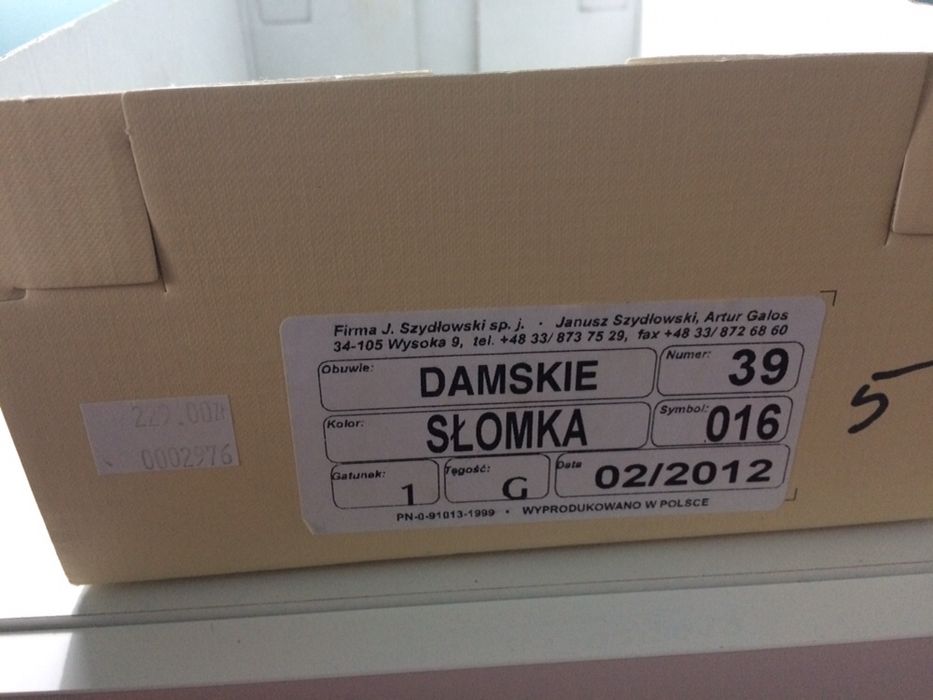 Firma J. Szydłowski sp. j. · Janusz Szydłowski, Artur Galos
34-105 Wysoka 9, tel. +48 33/ 873 75 29, fax +48 33/ 872 68 60
Obuwie: DAMSKIE Numer: 39
Kolor: SŁOMKA Symbol: 016
Gatunek: 1 Tęgość: G Data 02/2012
PN-0-91013-1999 • WYPRODUKOWANO W POLSCE
229.00zł
0002976
5